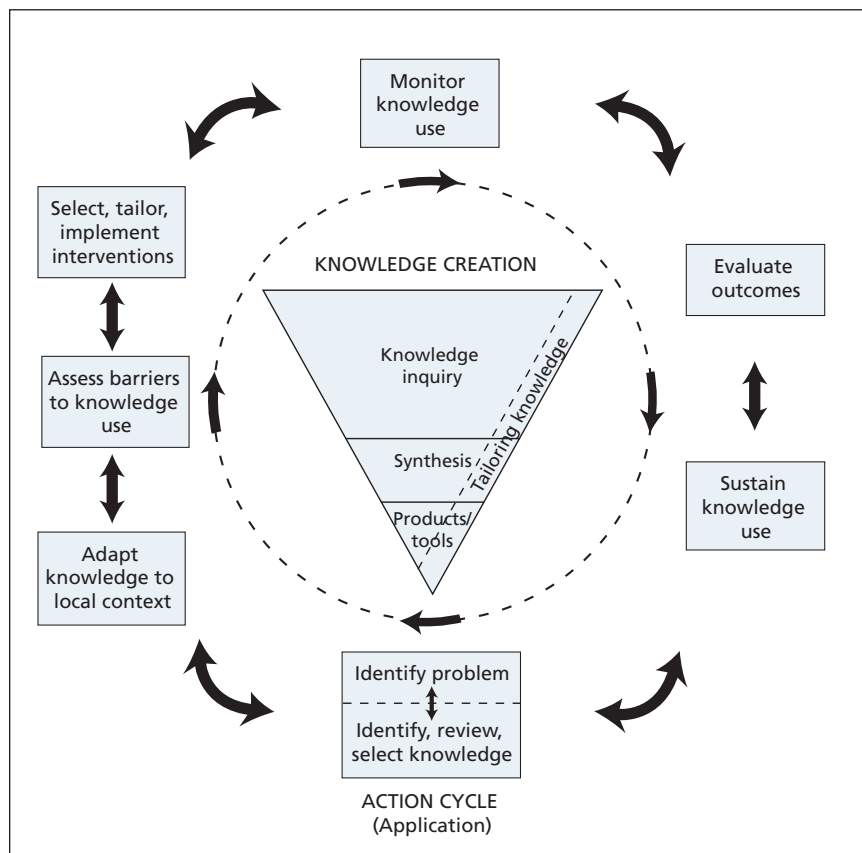 Monitor
knowledge
use
Select, tailor,
implement
interventions
KNOWLEDGE CREATION
Evaluate
outcomes
Knowledge
inquiry
Tailoring knowledge
Assess barriers
to knowledge
use
Synthesis
Products/
tools
Sustain
knowledge
use
Adapt
knowledge to
local context
Identify problem
Identify, review,
select knowledge
ACTION CYCLE
(Application)